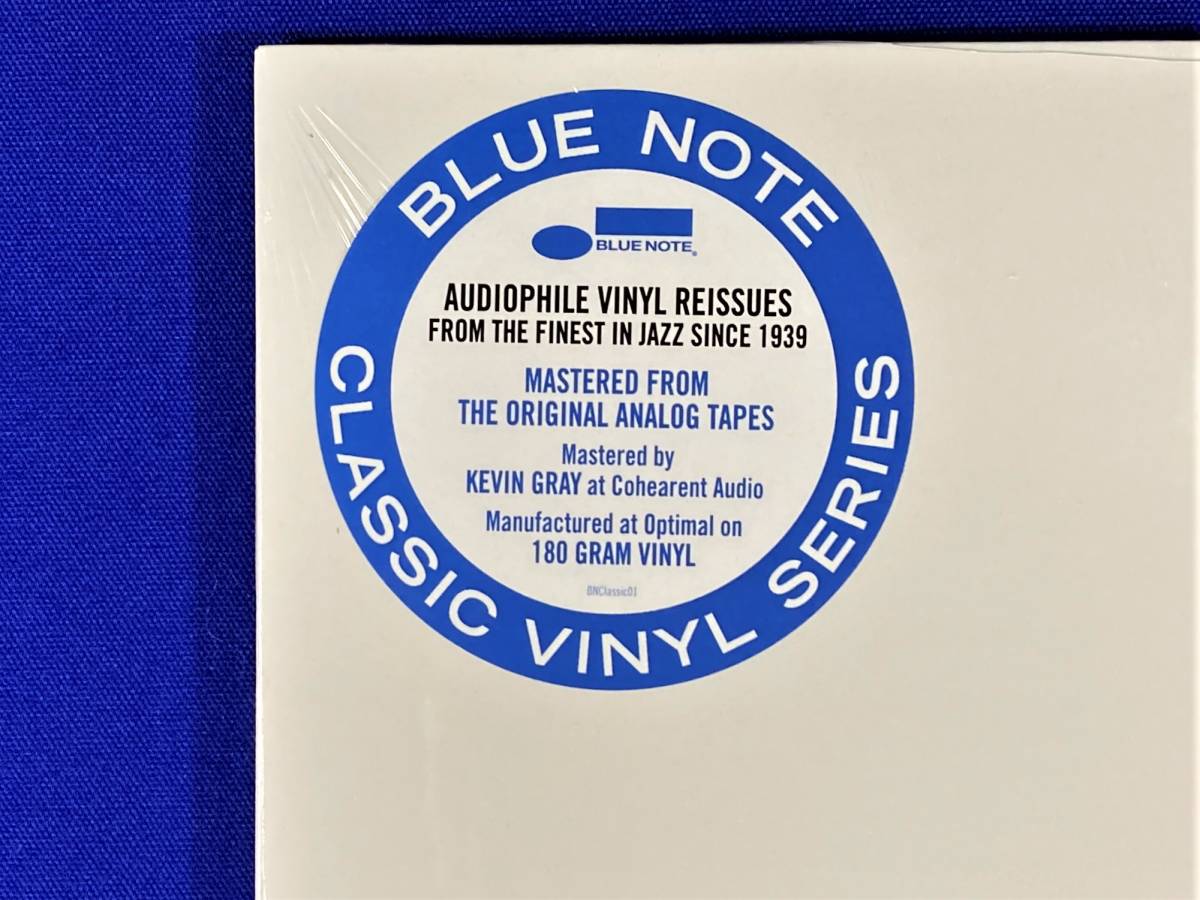 BLUE NOTE
BLUE NOTE
AUDIOPHILE VINYL REISSUES
FROM THE FINEST IN JAZZ SINCE 1939
MASTERED FROM
THE ORIGINAL ANALOG TAPES
Mastered by
KEVIN GRAY at Cohearent Audio
Manufactured at Optimal on
180 GRAM VINYL
BNClassic01
CLASSIC VINYL SERIES